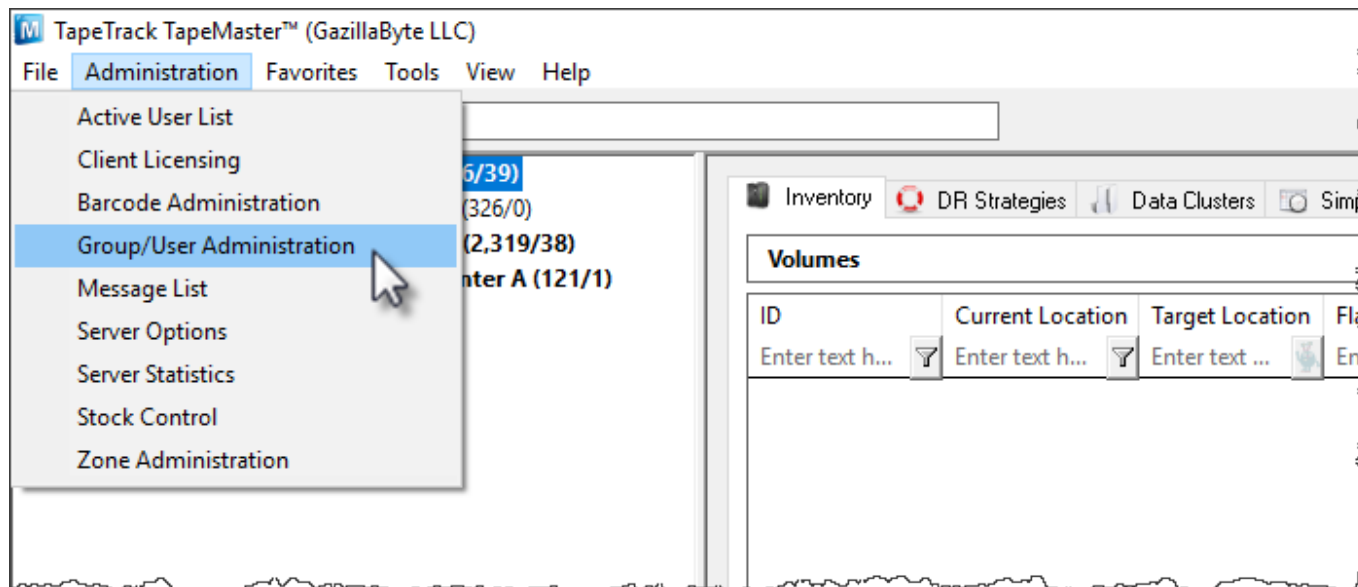 TapeTrack TapeMaster™ (GazillaByte LLC)
File Administration Favorites Tools View Help
Active User List
Client Licensing
Barcode Administration
Group/User Administration
Message List
Server Options
Server Statistics
Stock Control
Zone Administration
6/39)
(326/0)
(2,319/38)
nter A (121/1)
Inventory DR Strategies Data Clusters Sim
Volumes
ID Current Location Target Location Fla
Enter text h... Enter text h... Enter text ... En